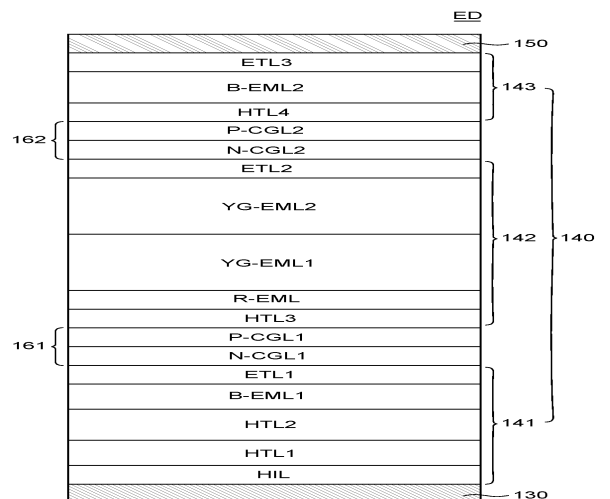 ED
150
ETL3
143
B-EML2
HTL4
162
P-CGL2
N-CGL2
ETL2
YG-EML2
142
140
YG-EML1
R-EML
HTL3
161
P-CGL1
N-CGL1
ETL1
B-EML1
141
HTL2
HTL1
HIL
130